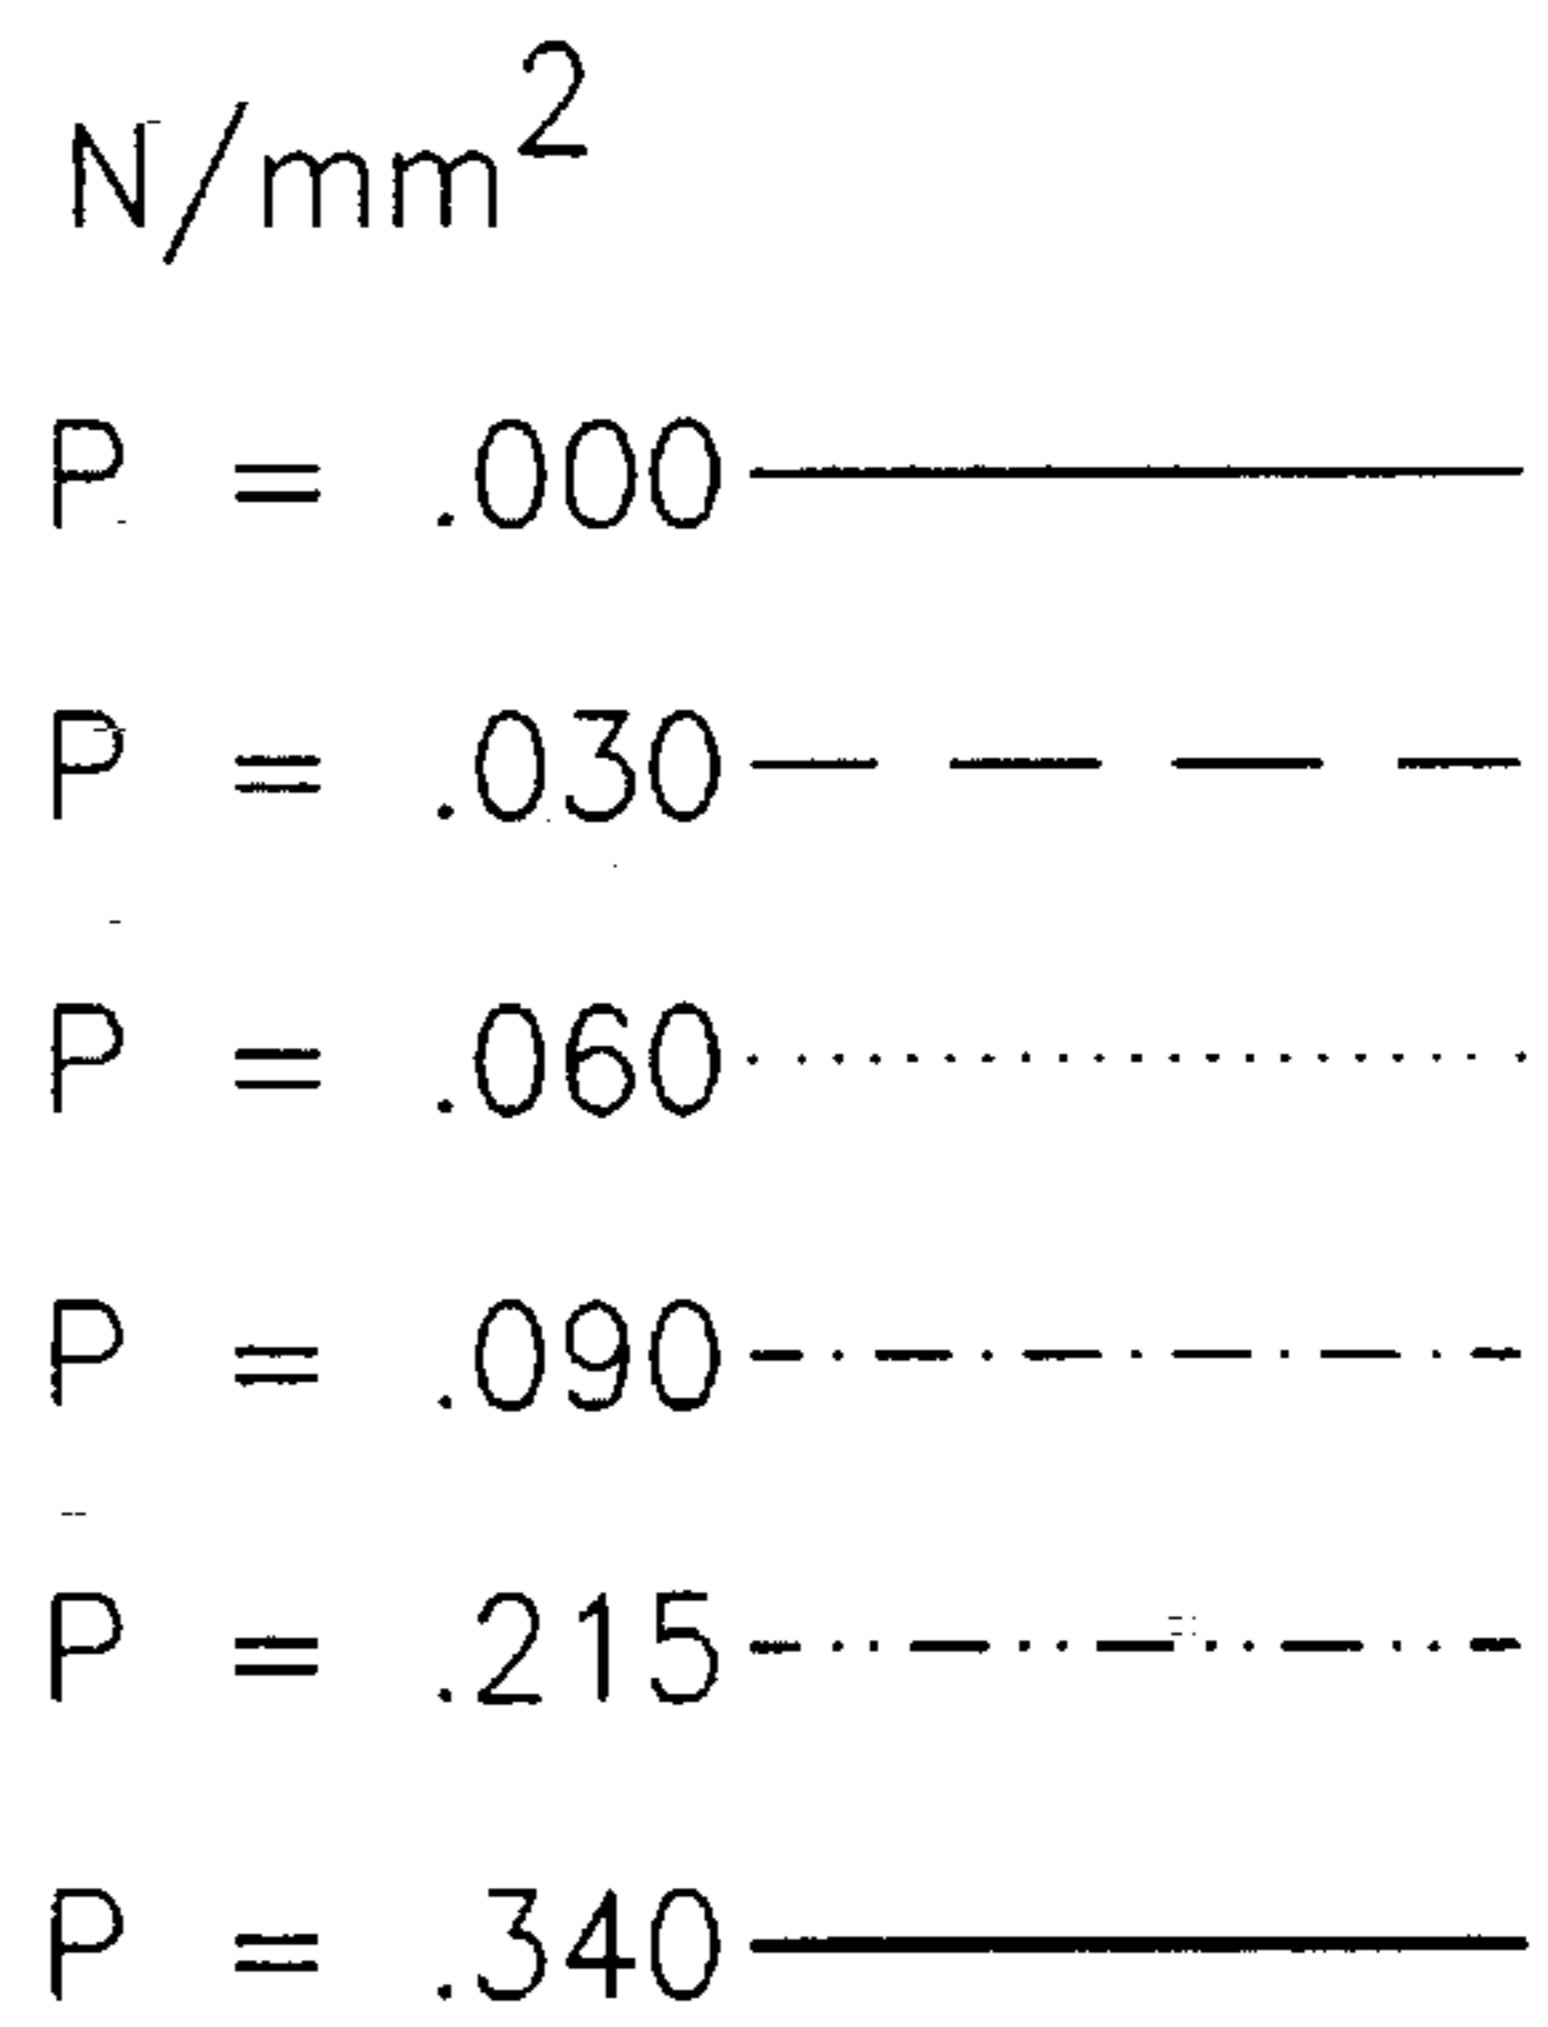 N/mm²
P = .000
P = .030
P = .060
P = .090
P = .215
P = .340